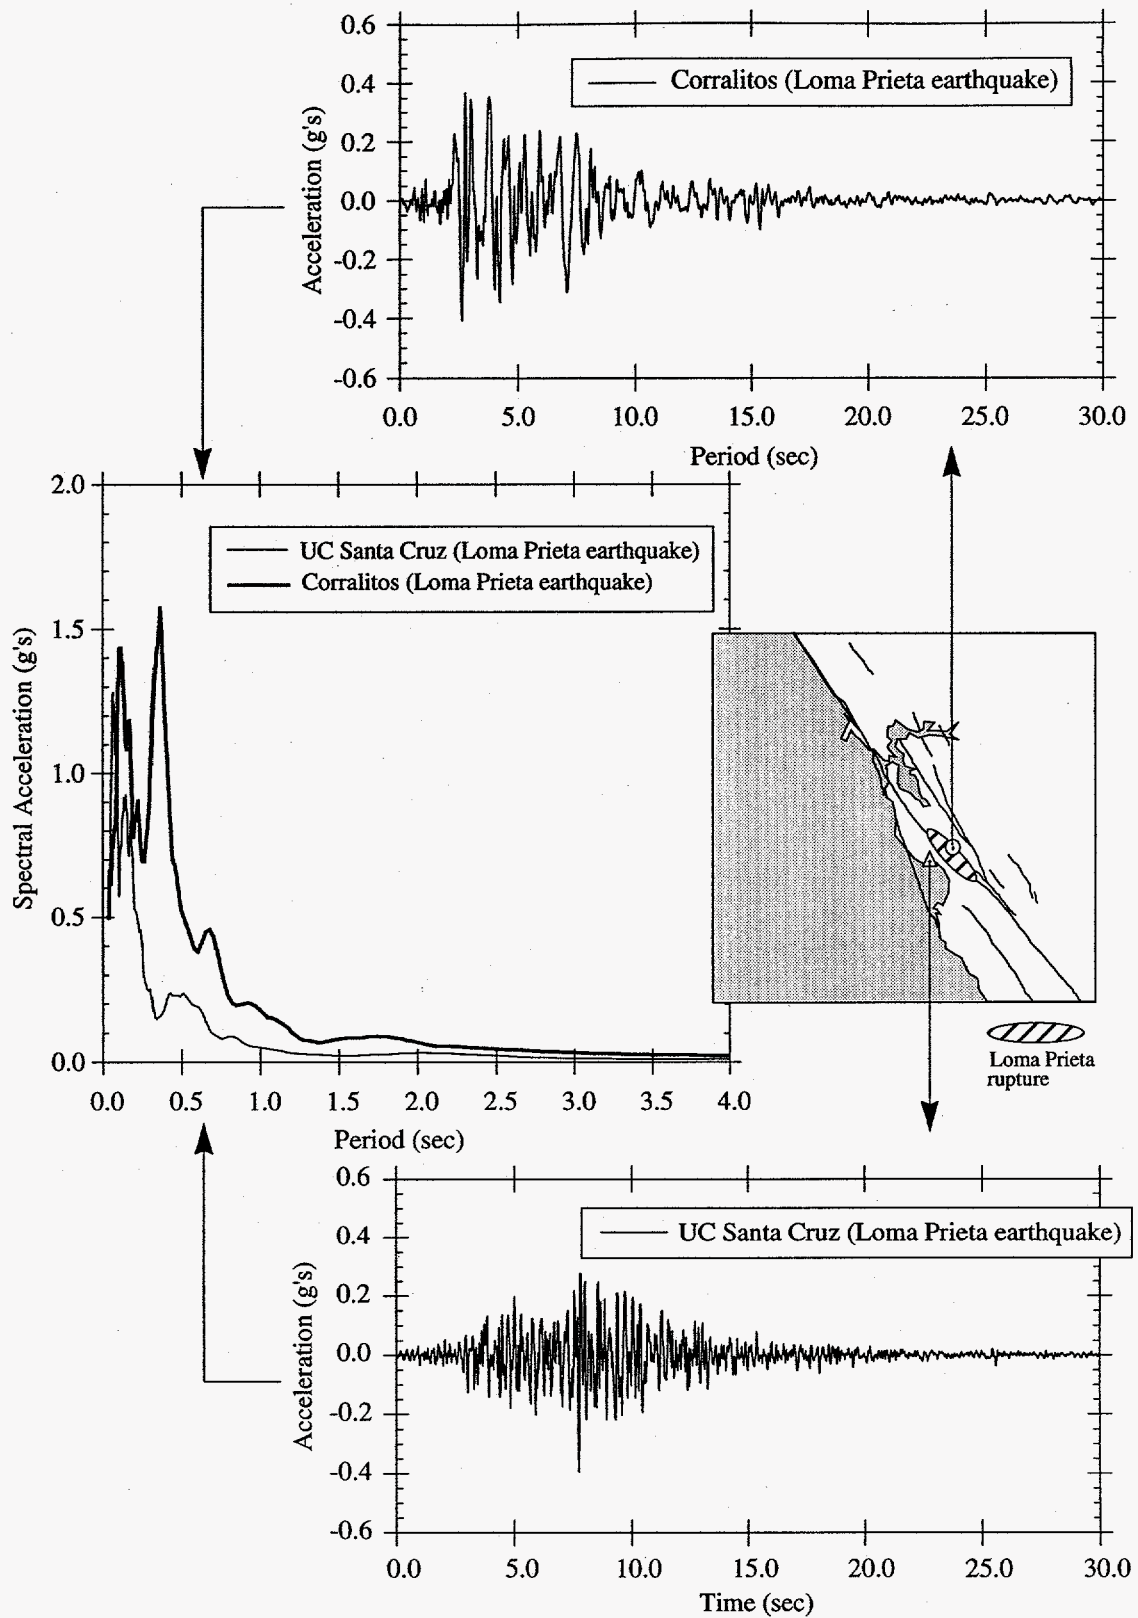 0.6
0.4
0.2
0.0
-0.2
-0.4
-0.6
Acceleration (g's)
Corralitos (Loma Prieta earthquake)
0.0 5.0 10.0 15.0 20.0 25.0 30.0
Period (sec)
2.0
1.5
1.0
0.5
0.0
Spectral Acceleration (g's)
UC Santa Cruz (Loma Prieta earthquake)
Corralitos (Loma Prieta earthquake)
0.0 0.5 1.0 1.5 2.0 2.5 3.0 3.5 4.0
Period (sec)
Loma Prieta
rupture
0.6
0.4
0.2
0.0
-0.2
-0.4
-0.6
Acceleration (g's)
UC Santa Cruz (Loma Prieta earthquake)
0.0 5.0 10.0 15.0 20.0 25.0 30.0
Time (sec)